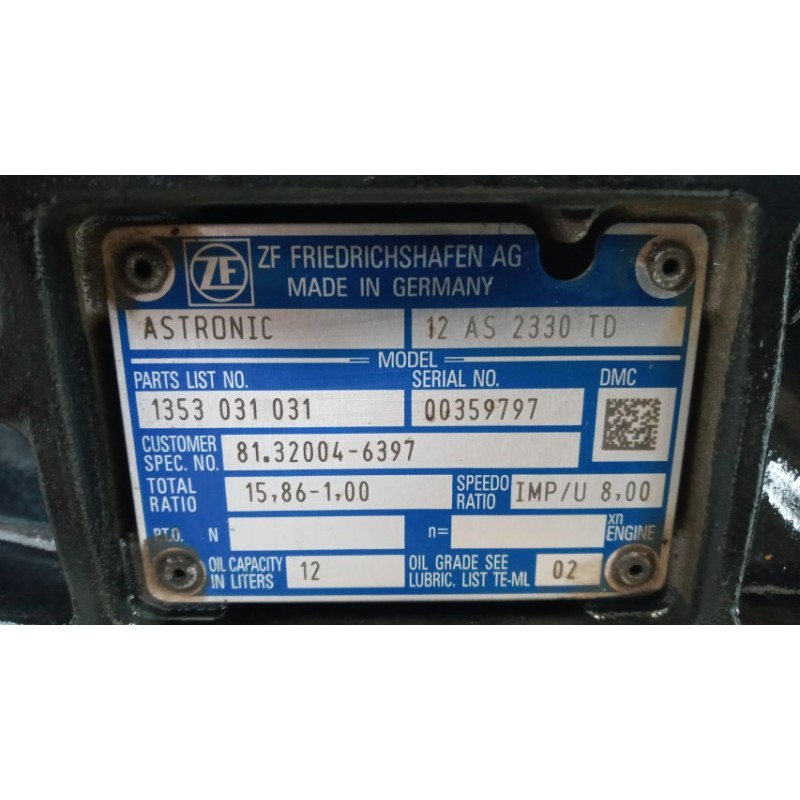 ZF ZF FRIEDRICHSHAFEN AG
MADE IN GERMANY
ASTRONIC 12 AS 2330 TD
MODEL
PARTS LIST NO. SERIAL NO. DMC
1353 031 031 00359797
CUSTOMER SPEC. NO. 81.32004-6397
TOTAL RATIO 15,86-1,00 SPEEDO RATIO IMP/U 8,00
P.T.O. N n= xn ENGINE
OIL CAPACITY IN LITERS 12 OIL GRADE SEE LUBRIC. LIST TE-ML 02